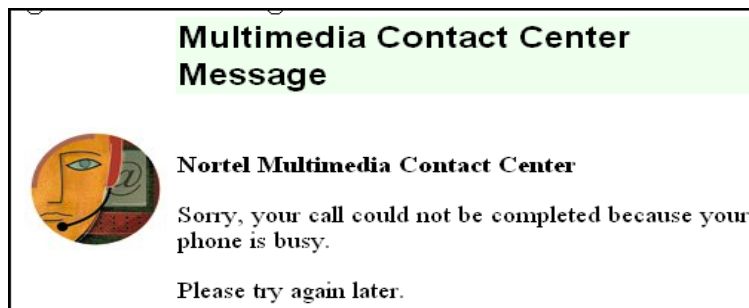 Multimedia Contact Center
Message
@
Nortel Multimedia Contact Center
Sorry, your call could not be completed because your
phone is busy.
Please try again later.